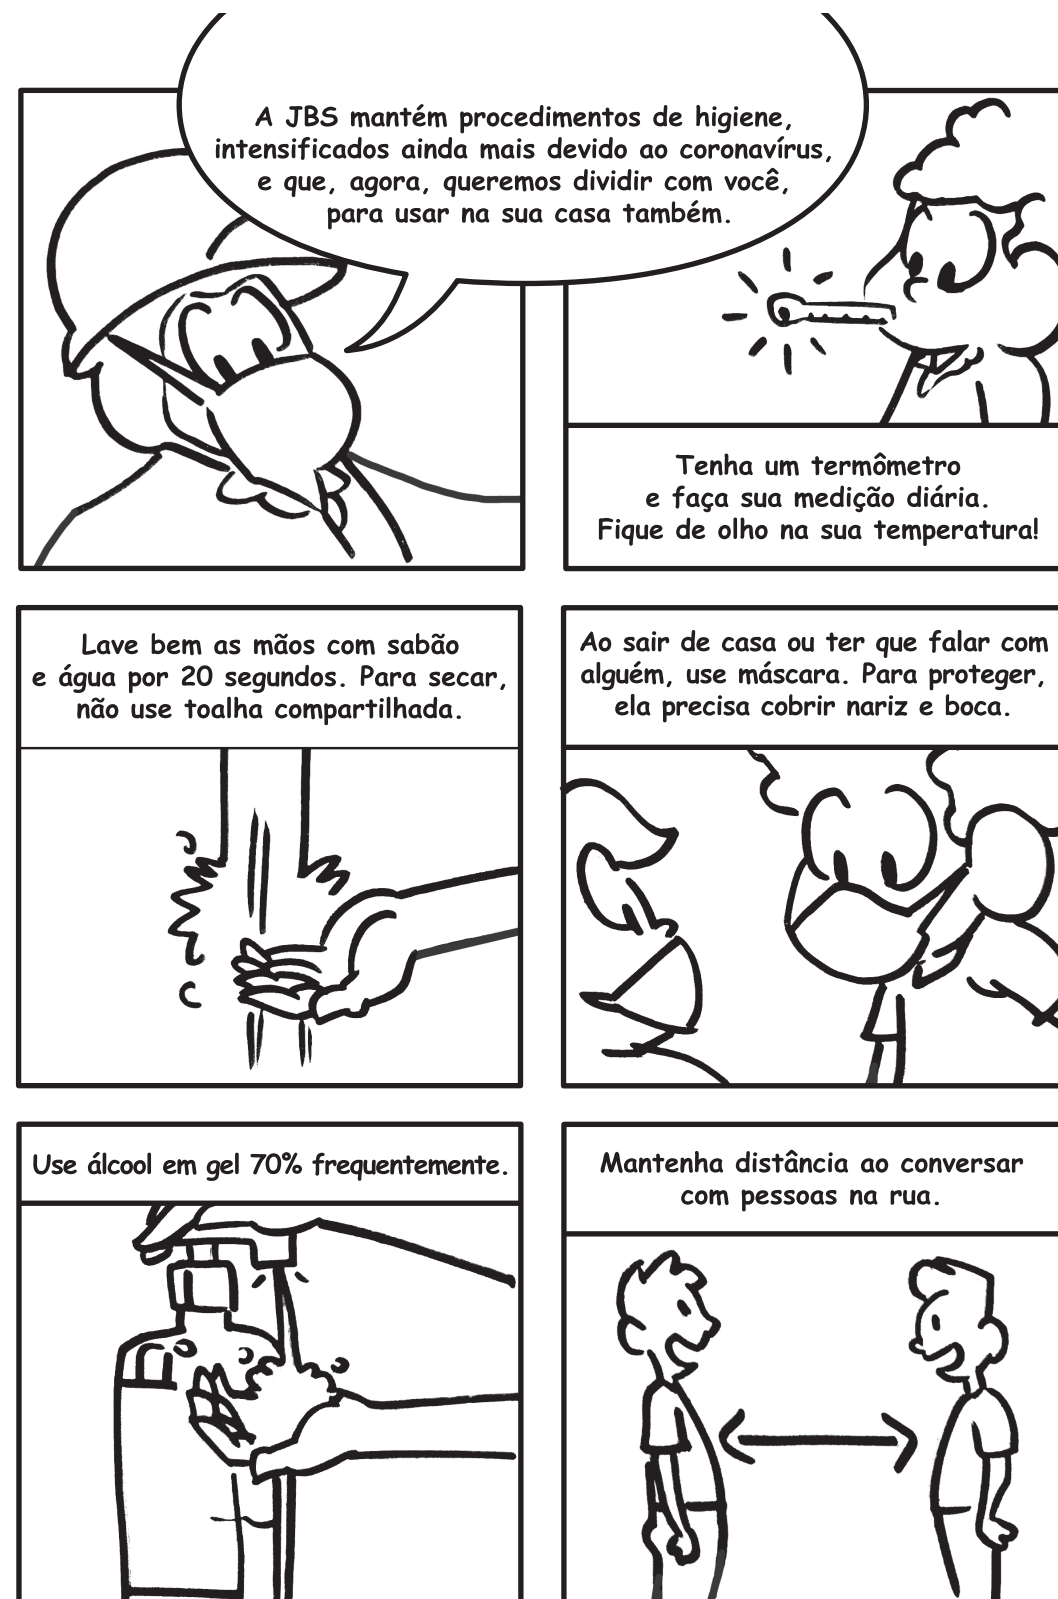 A JBS mantém procedimentos de higiene,
intensificados ainda mais devido ao coronavírus,
e que, agora, queremos dividir com você,
para usar na sua casa também.
Tenha um termômetro
e faça sua medição diária.
Fique de olho na sua temperatura!
Lave bem as mãos com sabão
e água por 20 segundos. Para secar,
não use toalha compartilhada.
Ao sair de casa ou ter que falar com
alguém, use máscara. Para proteger,
ela precisa cobrir nariz e boca.
Use álcool em gel 70% frequentemente.
Mantenha distância ao conversar
com pessoas na rua.